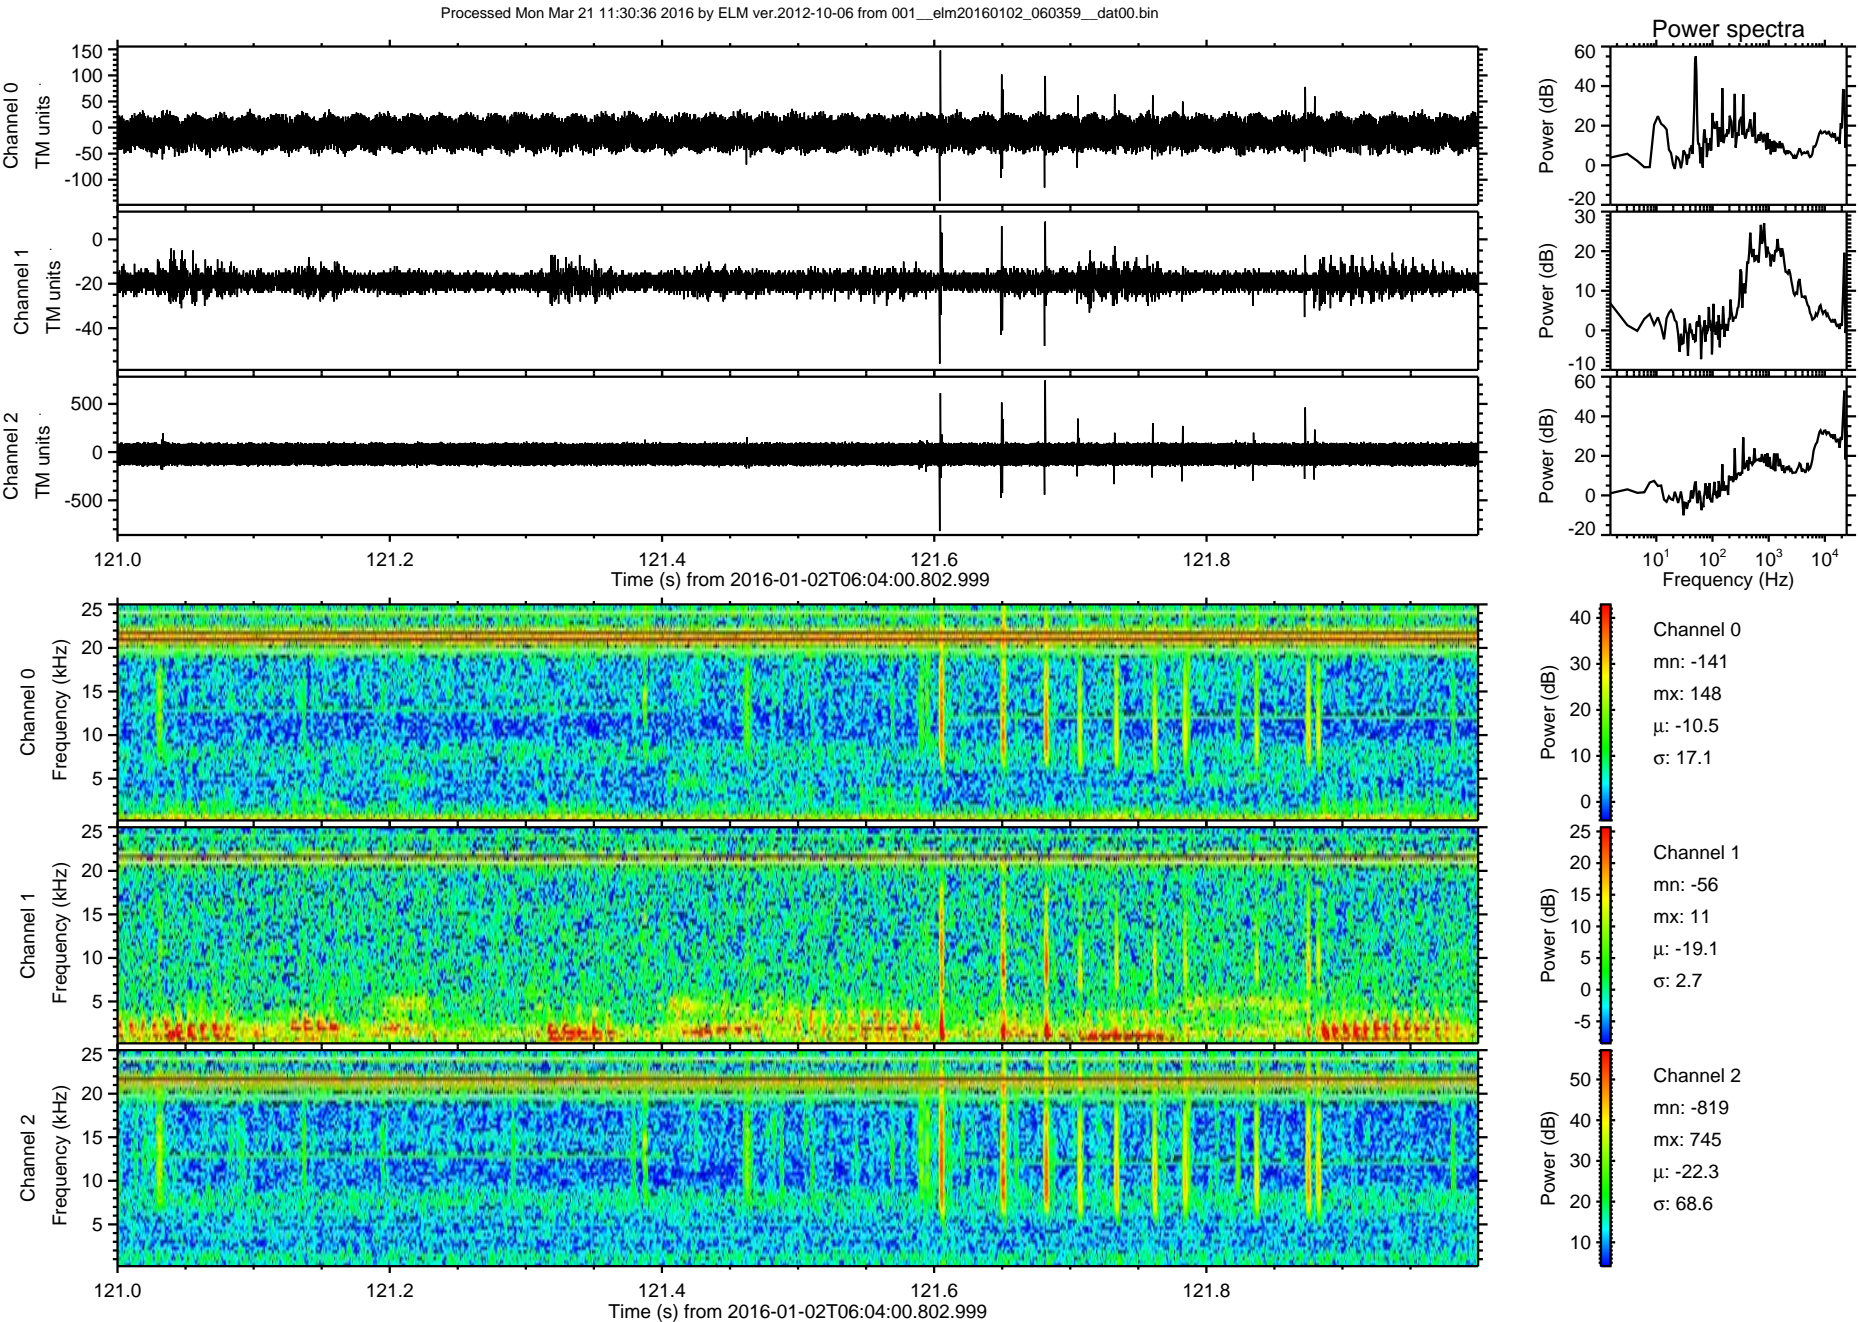 Processed Mon Mar 21 11:30:36 2016 by ELM ver.2012-10-06 from 001__elm20160102_060359__dat00.bin
Power spectra
Channel 0
TM units
150
100
50
0
-50
-100
Power (dB)
60
40
20
0
-20
Channel 1
TM units
0
-20
-40
Power (dB)
30
20
10
0
-10
Channel 2
TM units
500
0
-500
Power (dB)
60
40
20
0
-20
121.0 121.2 121.4 121.6 121.8
Time (s) from 2016-01-02T06:04:00.802.999
10¹ 10² 10³ 10⁴
Frequency (Hz)
Channel 0
Frequency (kHz)
25
20
15
10
5
Power (dB)
40
30
20
10
0
Channel 0
mn: -141
mx: 148
μ: -10.5
σ: 17.1
Channel 1
Frequency (kHz)
25
20
15
10
5
Power (dB)
25
20
15
10
5
0
-5
Channel 1
mn: -56
mx: 11
μ: -19.1
σ: 2.7
Channel 2
Frequency (kHz)
25
20
15
10
5
Power (dB)
50
40
30
20
10
Channel 2
mn: -819
mx: 745
μ: -22.3
σ: 68.6
121.0 121.2 121.4 121.6 121.8
Time (s) from 2016-01-02T06:04:00.802.999